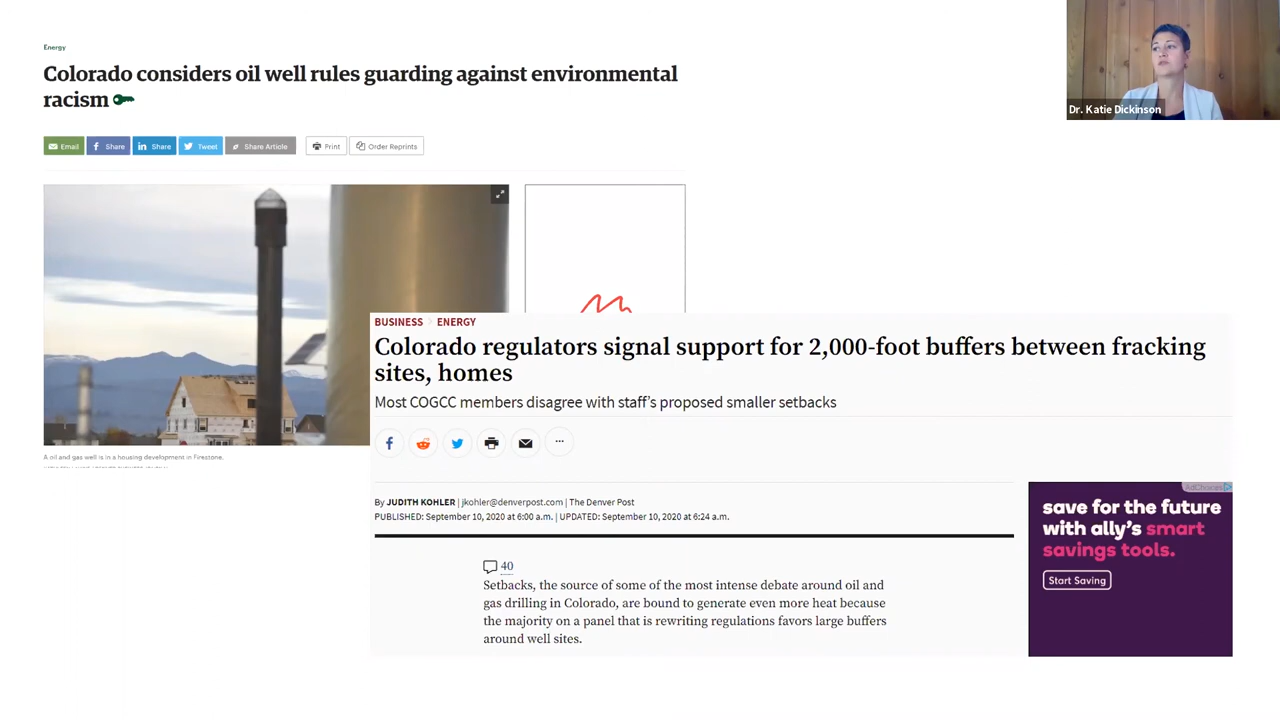 Energy
Colorado considers oil well rules guarding against environmental
racism
Email
Share
Share
Tweet
Share Article
Print
Order Reprints
Dr. Katie Dickinson
A oil and gas well is in a housing development in Firestone.
BUSINESS ENERGY
Colorado regulators signal support for 2,000-foot buffers between fracking
sites, homes
Most COGCC members disagree with staff's proposed smaller setbacks
By JUDITH KOHLER | jkohler@denverpost.com | The Denver Post
PUBLISHED: September 10, 2020 at 6:00 a.m. | UPDATED: September 10, 2020 at 6:24 a.m.
40
Setbacks, the source of some of the most intense debate around oil and
gas drilling in Colorado, are bound to generate even more heat because
the majority on a panel that is rewriting regulations favors large buffers
around well sites.
AdChoices
save for the future
with ally's smart
savings tools.
Start Saving